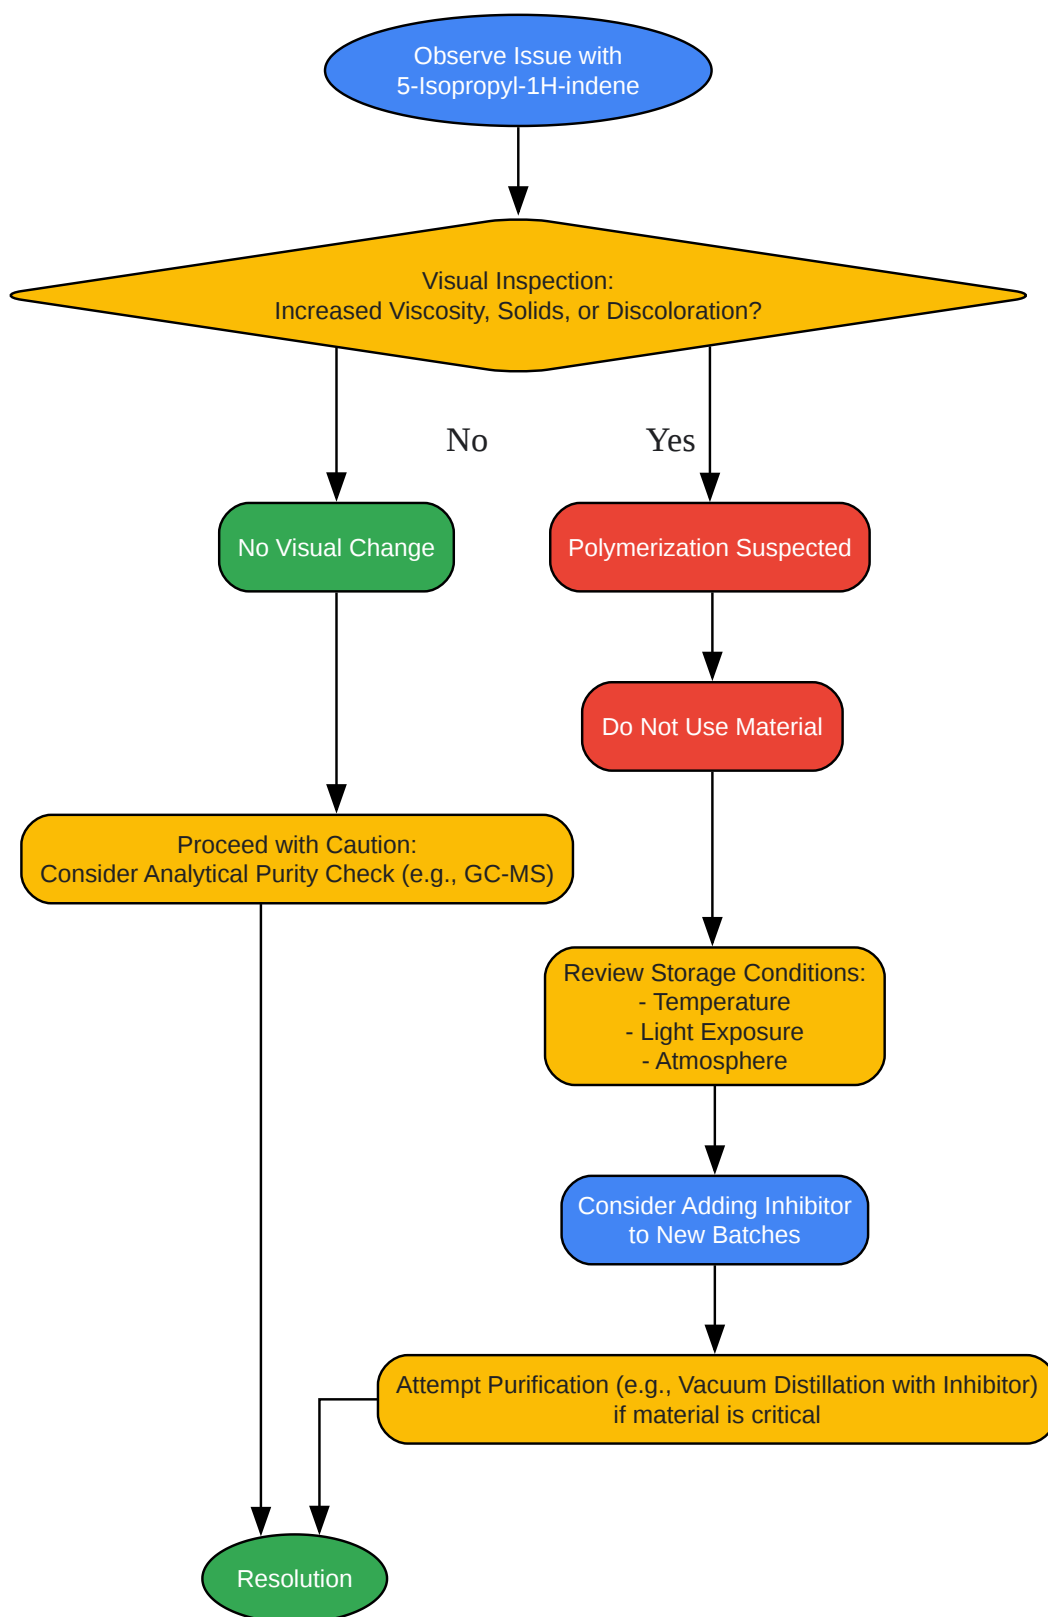 Observe Issue with
5-Isopropyl-1H-indene
Visual Inspection:
Increased Viscosity, Solids, or Discoloration?
No
Yes
No Visual Change
Polymerization Suspected
Do Not Use Material
Proceed with Caution:
Consider Analytical Purity Check (e.g., GC-MS)
Review Storage Conditions:
- Temperature
- Light Exposure
- Atmosphere
Consider Adding Inhibitor
to New Batches
Attempt Purification (e.g., Vacuum Distillation with Inhibitor)
if material is critical
Resolution